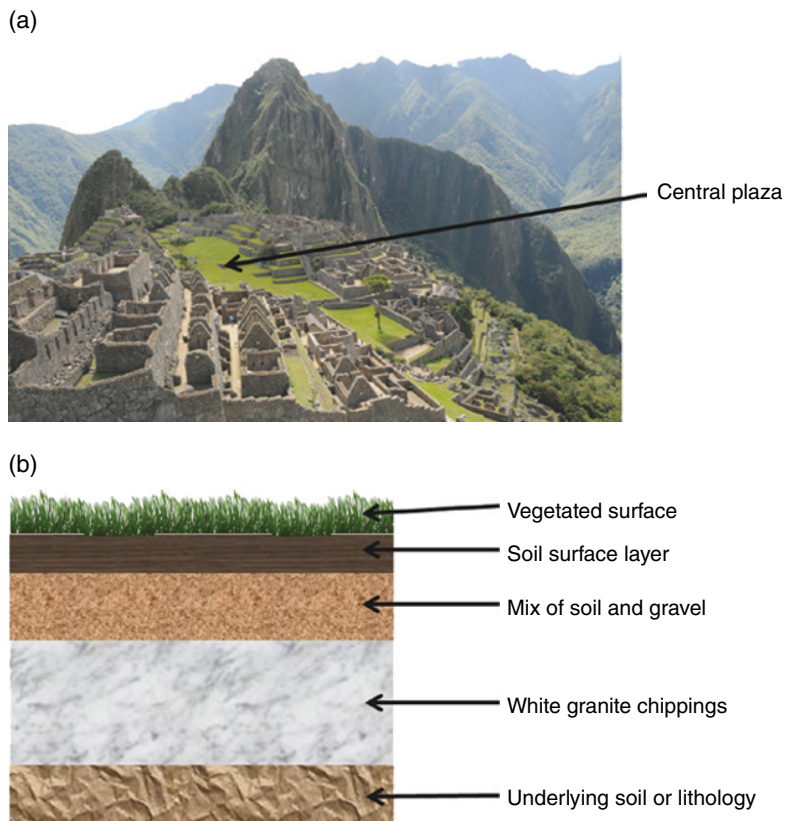 (a)
Central plaza
(b)
Vegetated surface
Soil surface layer
Mix of soil and gravel
White granite chippings
Underlying soil or lithology